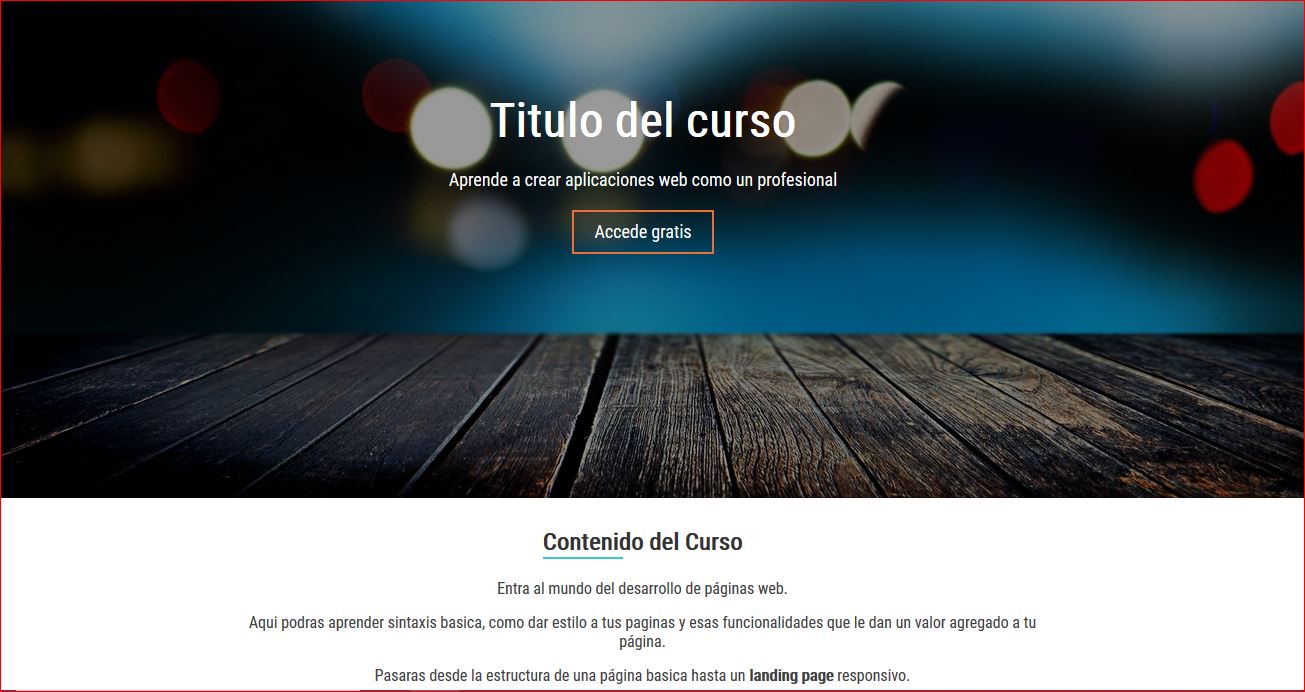 Titulo del curso
Aprende a crear aplicaciones web como un profesional
Accede gratis
Contenido del Curso
Entra al mundo del desarrollo de páginas web.
Aqui podras aprender sintaxis basica, como dar estilo a tus paginas y esas funcionalidades que le dan un valor agregado a tu
página.
Pasaras desde la estructura de una página basica hasta un landing page responsivo.